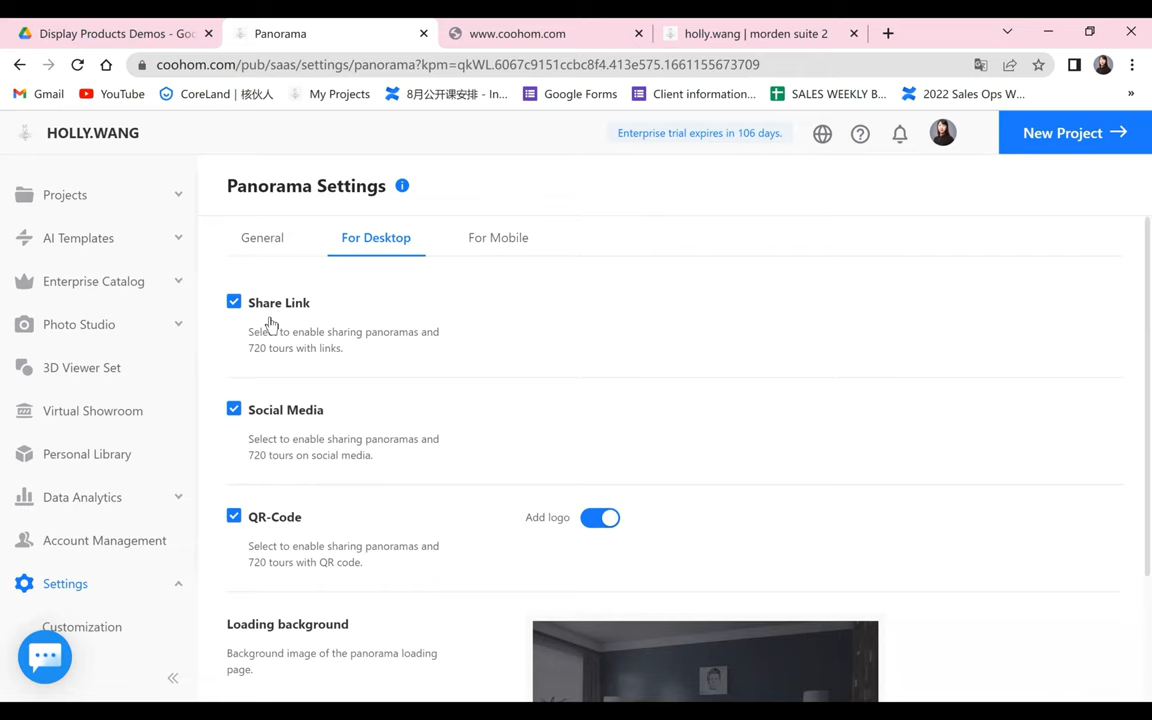 Display Products Demos - Goo
Panorama
www.coohom.com
holly.wang | morden suite 2
coohom.com/pub/saas/settings/panorama?kpm=qkWL.6067c9151ccbc8f4.413e575.1661155673709
Gmail
YouTube
CoreLand | 核伙人
My Projects
8月公开课安排 - In...
Google Forms
Client information...
SALES WEEKLY B...
2022 Sales Ops W...
»
HOLLY.WANG
Enterprise trial expires in 106 days.
New Project
Projects
AI Templates
Enterprise Catalog
Photo Studio
3D Viewer Set
Virtual Showroom
Personal Library
Data Analytics
Account Management
Settings
Customization
Panorama Settings
General
For Desktop
For Mobile
Share Link
Select to enable sharing panoramas and
720 tours with links.
Social Media
Select to enable sharing panoramas and
720 tours on social media.
QR-Code
Add logo
Select to enable sharing panoramas and
720 tours with QR code.
Loading background
Background image of the panorama loading
page.